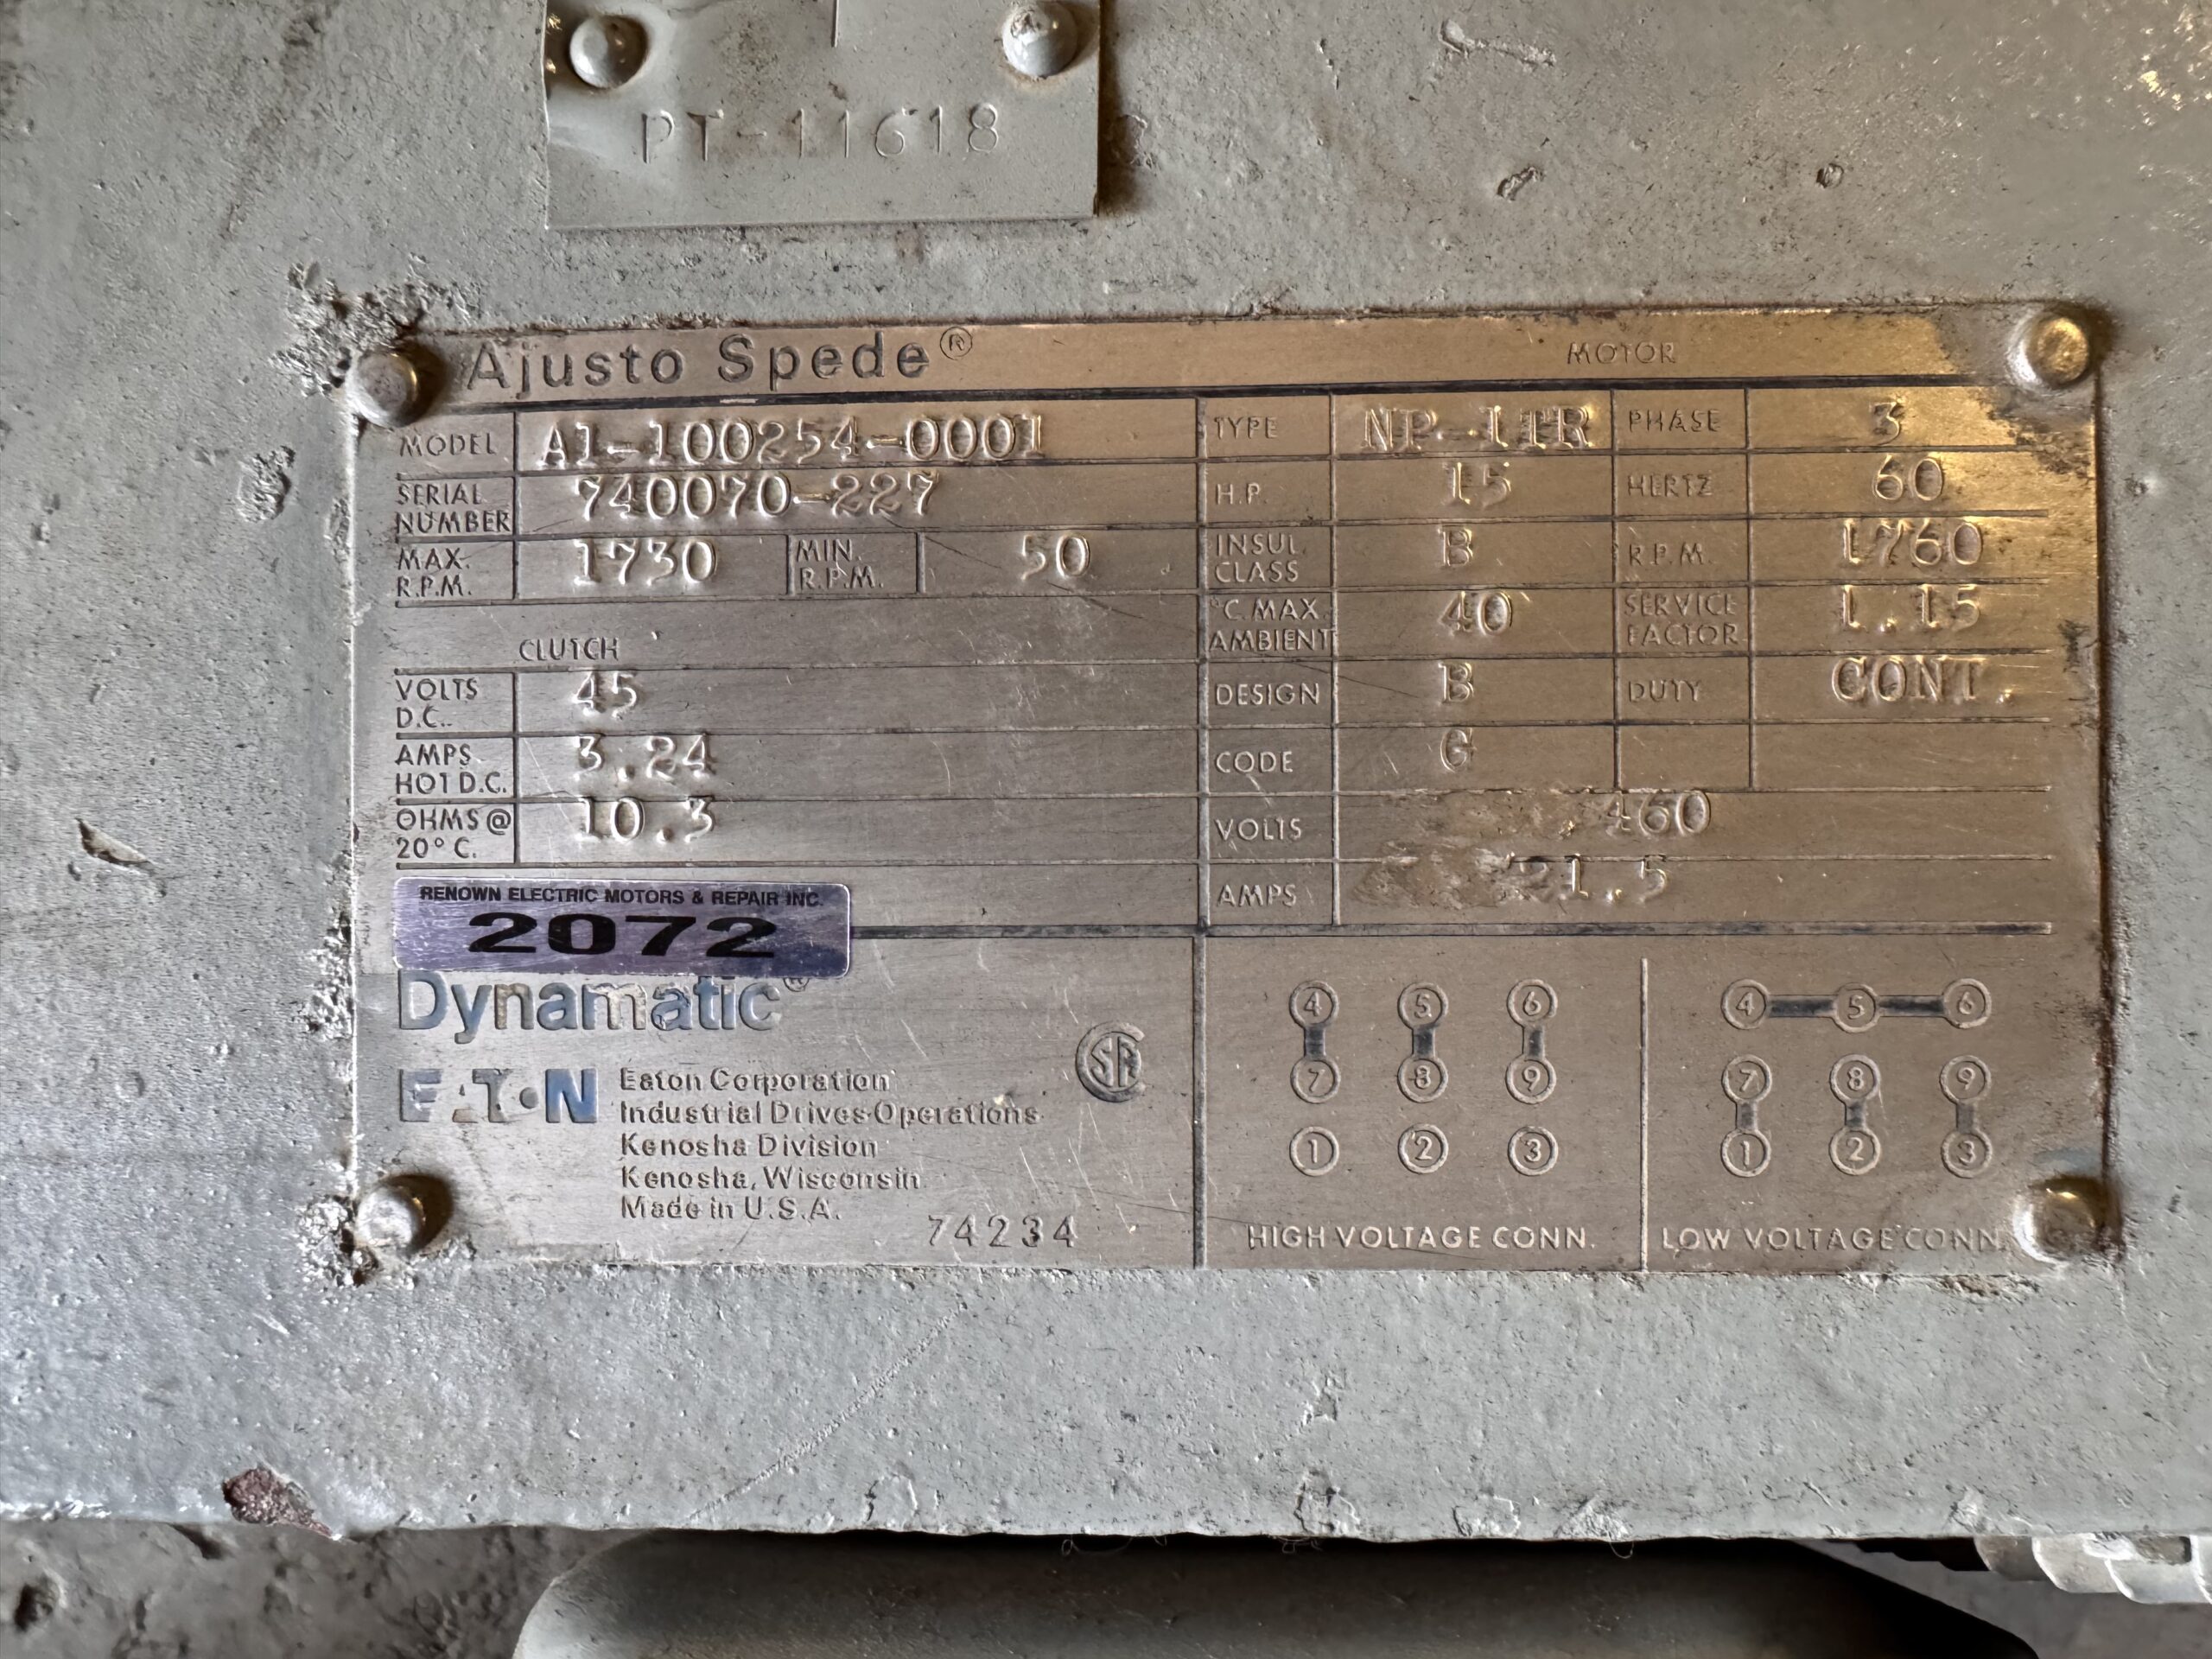 PT-11618
Ajusto Spede® MOTOR
MODEL A1-100254-0001 TYPE NP-1TR PHASE 3
SERIAL NUMBER 740070-227 H.P. 15 HERTZ 60
MAX. R.P.M. 1730 MIN. R.P.M. 50 INSUL. CLASS B R.P.M. 1760
°C. MAX. AMBIENT 40 SERVICE FACTOR 1.15
CLUTCH
VOLTS D.C. 45 DESIGN B DUTY CONT.
AMPS HOT D.C. 3.24 CODE G
OHMS @ 20° C. 10.3 VOLTS 460
AMPS 21.5
RENOWN ELECTRIC MOTORS & REPAIR INC.
2072
Dynamatic®
EATON
Eaton Corporation
Industrial Drives Operations
Kenosha Division
Kenosha, Wisconsin
Made in U.S.A.
74234
SA
4 5 6
7 8 9
1 2 3
HIGH VOLTAGE CONN.
4 5 6
7 8 9
1 2 3
LOW VOLTAGE CONN.